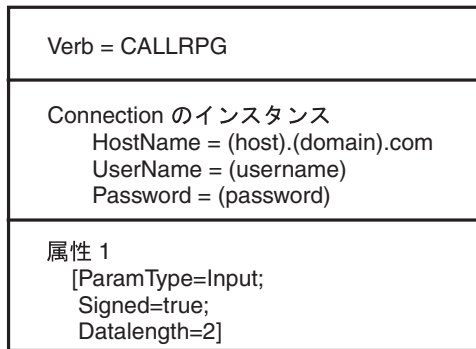 Verb = CALLRPG
Connection のインスタンス
HostName = (host).(domain).com
UserName = (username)
Password = (password)
属性 1
[ParamType=Input;
Signed=true;
Datalength=2]